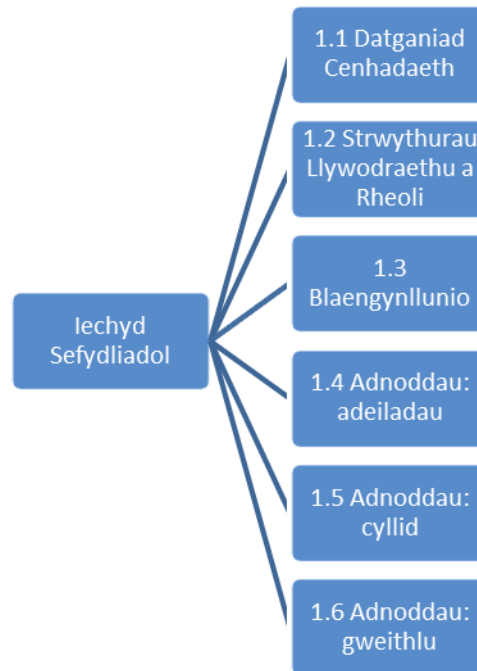 Iechyd
Sefydliadol
1.1 Datganiad
Cenhadaeth
1.2 Strwythurau
Llywodraethu a
Rheoli
1.3
Blaengynllunio
1.4 Adnoddau:
adeiladau
1.5 Adnoddau:
cyllid
1.6 Adnoddau:
gweithlu